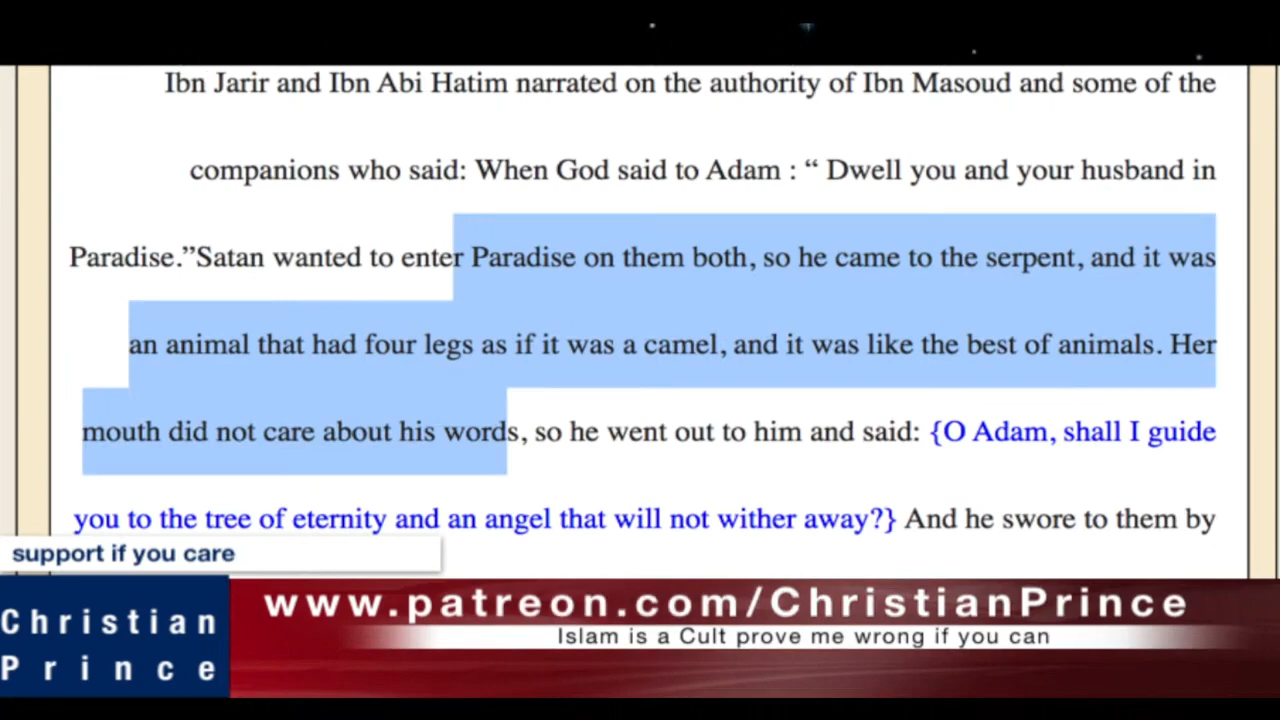 Ibn Jarir and Ibn Abi Hatim narrated on the authority of Ibn Masoud and some of the
companions who said: When God said to Adam : “ Dwell you and your husband in
Paradise.”Satan wanted to enter Paradise on them both, so he came to the serpent, and it was
an animal that had four legs as if it was a camel, and it was like the best of animals. Her
mouth did not care about his words, so he went out to him and said: {O Adam, shall I guide
you to the tree of eternity and an angel that will not wither away?} And he swore to them by
support if you care
Christian
Prince
www.patreon.com/ChristianPrince
Islam is a Cult prove me wrong if you can